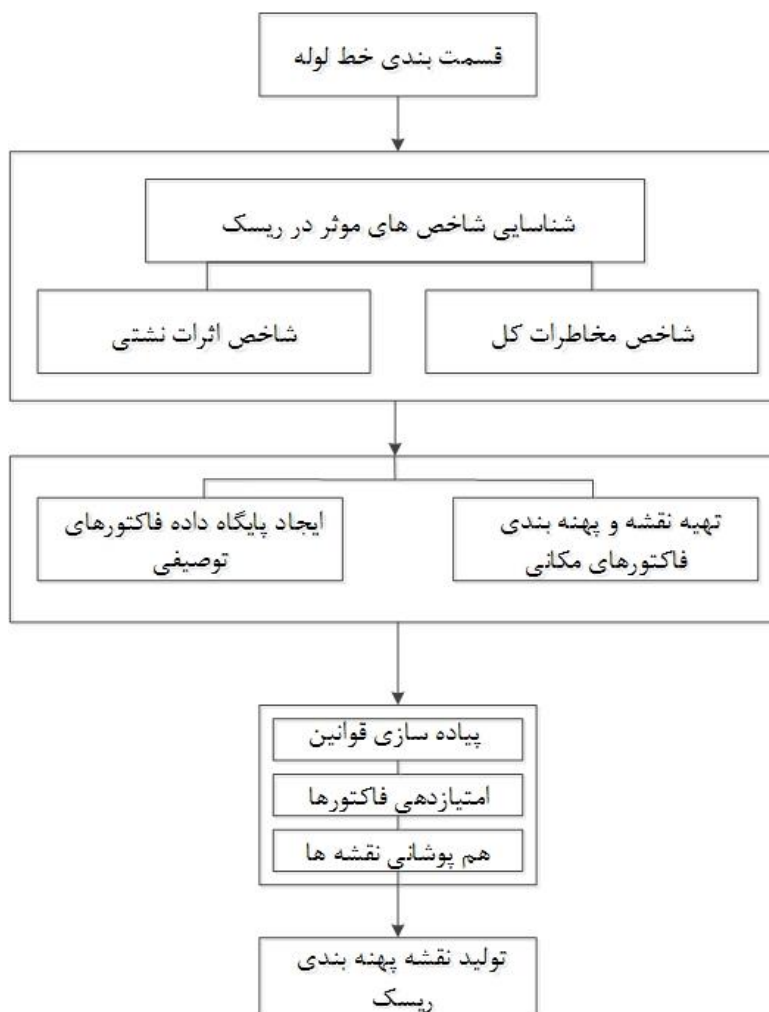 قسمت بندی خط لوله
شناسایی شاخص های موثر در ریسک
شاخص مخاطرات کل
شاخص اثرات نشتی
تهیه نقشه و پهنه بندی
فاکتورهای مکانی
ایجاد پایگاه داده فاکتورهای
توصیفی
پیاده سازی قوانین
امتیازدهی فاکتورها
هم پوشانی نقشه ها
تولید نقشه پهنه بندی
ریسک